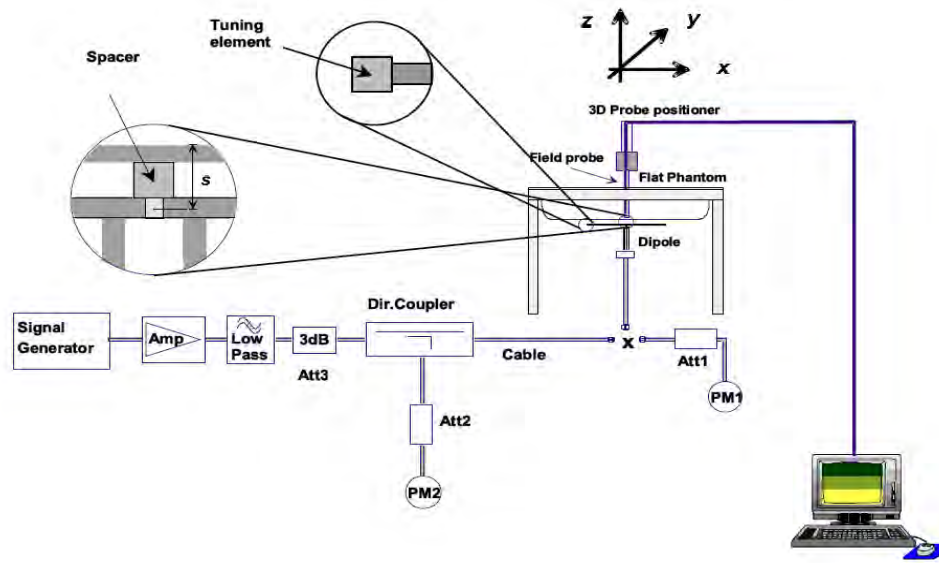 Tuning
element
z
y
x
Spacer
3D Probe positioner
Field probe
Flat Phantom
s
Dipole
Dir.Coupler
Signal
Generator
Amp
Low
Pass
3dB
Cable
x
Att1
Att3
PM1
Att2
PM2